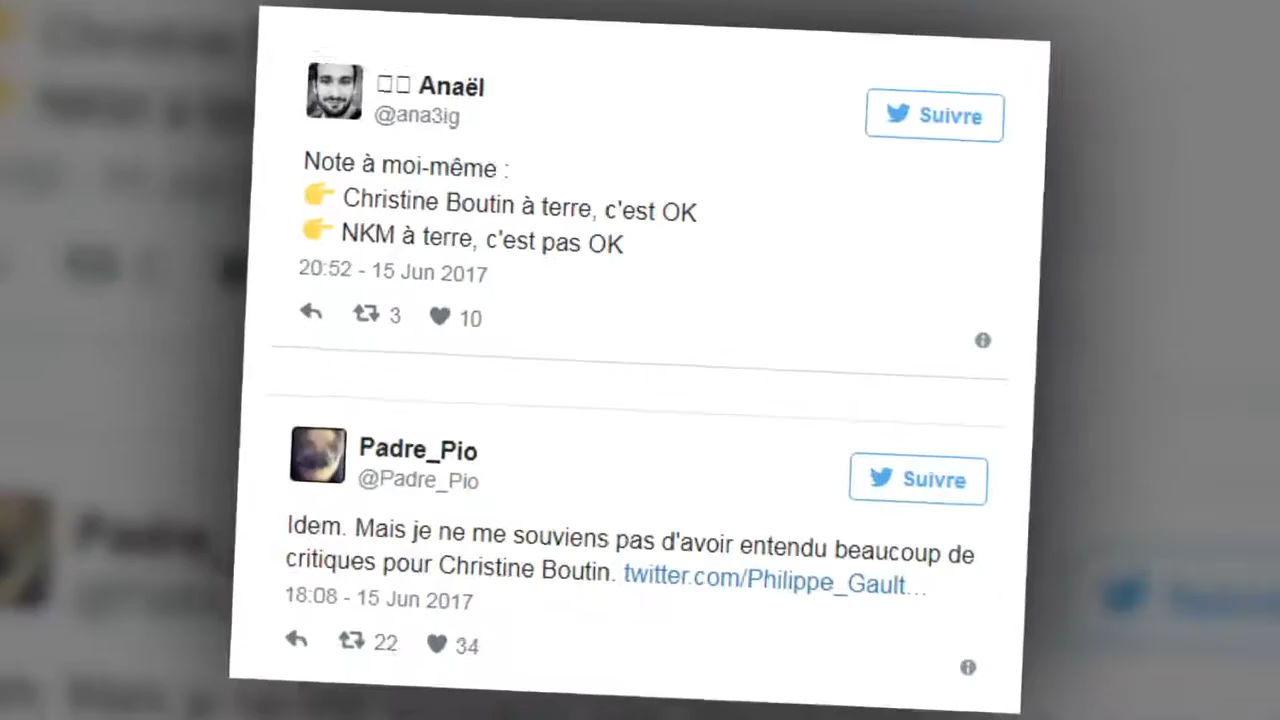 Anaël
@ana3ig
Suivre
Note à moi-même :
👉 Christine Boutin à terre, c'est OK
👉 NKM à terre, c'est pas OK
20:52 - 15 Jun 2017
3 10
Padre_Pio
@Padre_Pio
Suivre
Idem. Mais je ne me souviens pas d'avoir entendu beaucoup de
critiques pour Christine Boutin. twitter.com/Philippe_Gault...
18:08 - 15 Jun 2017
22 34